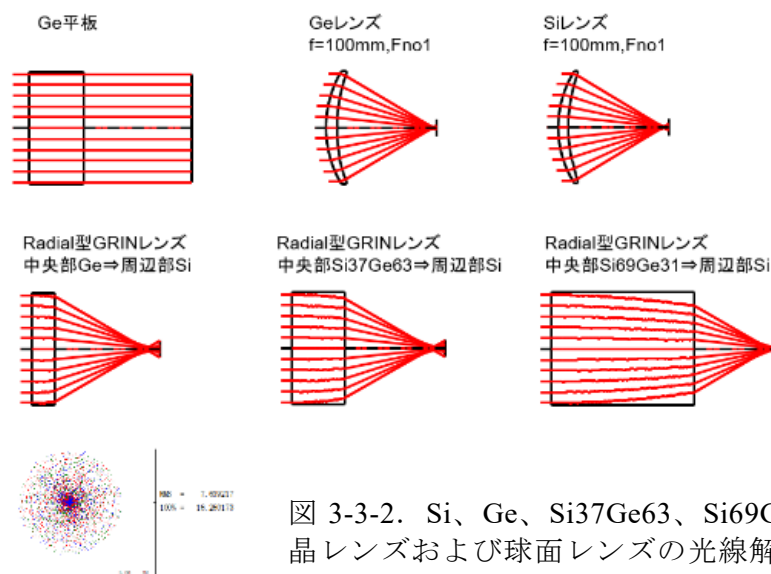 Ge平板
Geレンズ
f=100mm,Fno1
Siレンズ
f=100mm,Fno1
Radial型GRINレンズ
中央部Ge⇒周辺部Si
Radial型GRINレンズ
中央部Si37Ge63⇒周辺部Si
Radial型GRINレンズ
中央部Si69Ge31⇒周辺部Si
100% =
図 3-3-2. Si、Ge、Si37Ge63、Si69G
晶レンズおよび球面レンズの光線解